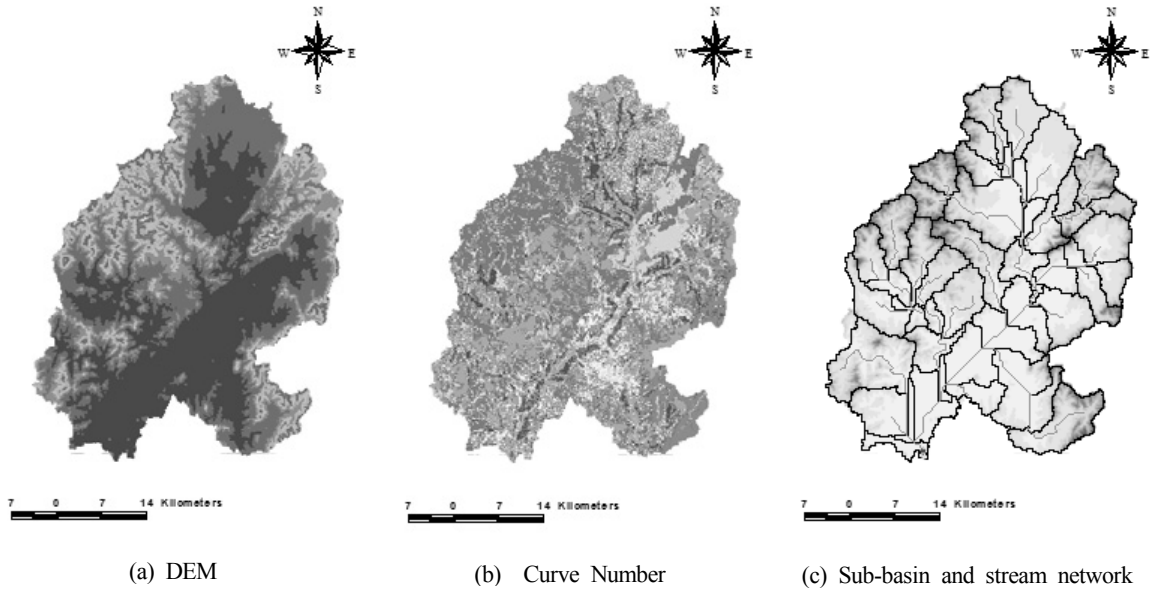 N
W E
S
N
W E
S
N
W E
S
7 0 7 14 Kilometers
7 0 7 14 Kilometers
7 0 7 14 Kilometers
(a) DEM
(b) Curve Number
(c) Sub-basin and stream network